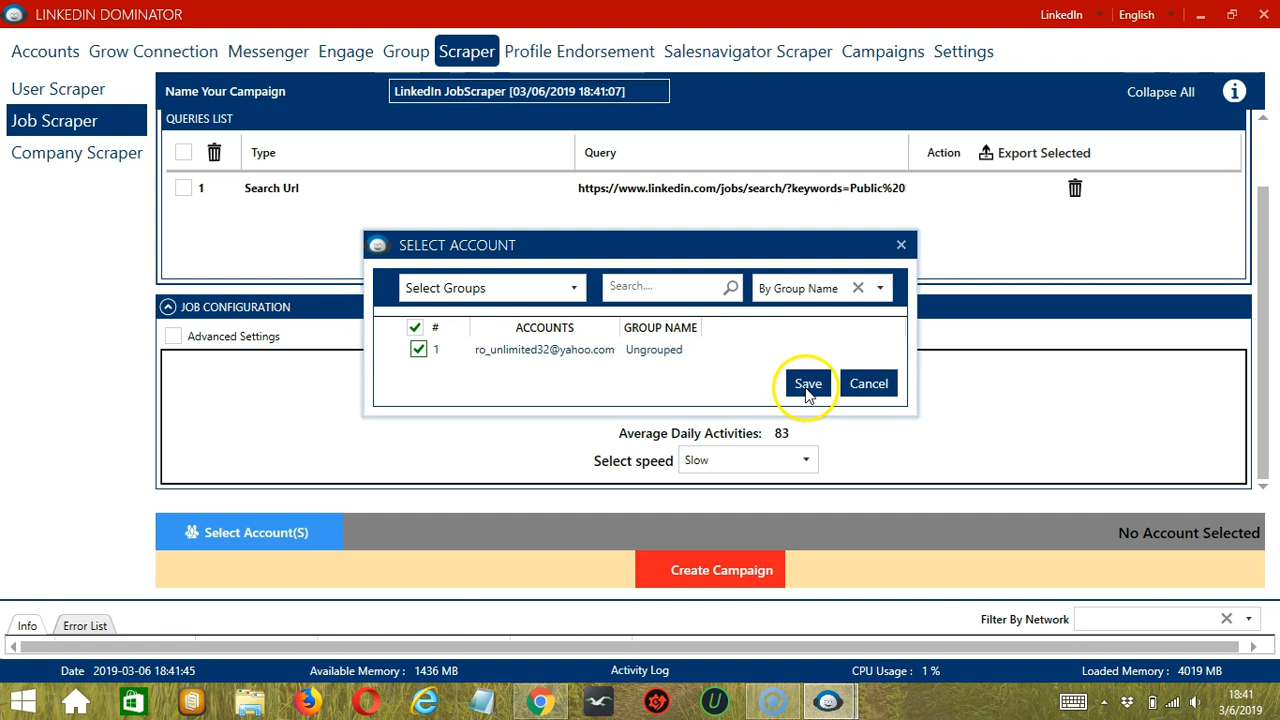 LINKEDIN DOMINATOR
LinkedIn
English
Accounts Grow Connection Messenger Engage Group Scraper Profile Endorsement Salesnavigator Scraper Campaigns Settings
User Scraper
Job Scraper
Company Scraper
Name Your Campaign
LinkedIn JobScraper [03/06/2019 18:41:07]
Collapse All
QUERIES LIST
Type
Query
Action
Export Selected
1
Search Url
https://www.linkedin.com/jobs/search/?keywords=Public%20
SELECT ACCOUNT
Select Groups
Search....
By Group Name
# ACCOUNTS GROUP NAME
1 ro_unlimited32@yahoo.com Ungrouped
Save
Cancel
JOB CONFIGURATION
Advanced Settings
Average Daily Activities: 83
Select speed Slow
Select Account(S)
No Account Selected
Create Campaign
Info
Error List
Filter By Network
Date 2019-03-06 18:41:45
Available Memory : 1436 MB
Activity Log
CPU Usage : 1 %
Loaded Memory : 4019 MB
18:41
3/6/2019